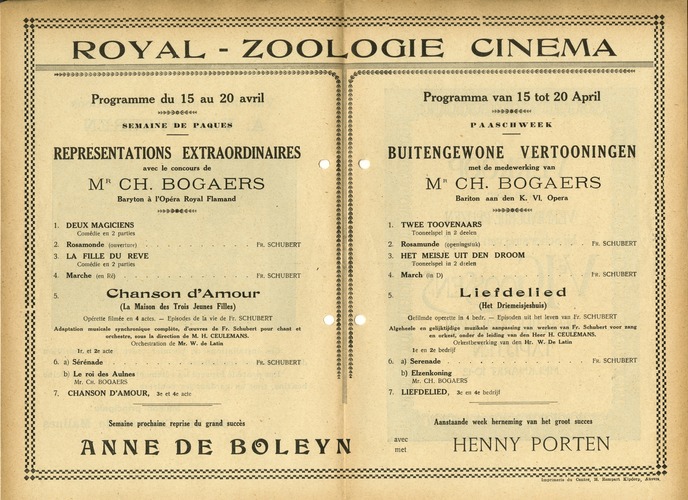 ROYAL - ZOOLOGIE CINEMA
Programme du 15 au 20 avril
SEMAINE DE PAQUES
REPRESENTATIONS EXTRAORDINAIRES
avec le concours de
MR CH. BOGAERS
Baryton à l'Opéra Royal Flamand
1. DEUX MAGICIENS
Comédie en 2 parties
2. Rosamonde (ouverture) . . . . . . . . . . FR. SCHUBERT
3. LA FILLE DU REVE
Comédie en 2 parties
4. Marche (en Ré) . . . . . . . . . . FR. SCHUBERT
5. Chanson d'Amour
(La Maison des Trois Jeunes Filles)
Opérette filmée en 4 actes. — Episodes de la vie de Fr. SCHUBERT
Adaptation musicale synchronique complète, d'œuvres de Fr. Schubert pour chant et
orchestre, sous la direction de M. H. CEULEMANS.
Orchestration de Mr. W. de Latin
1r. et 2e acte
6. a) Sérénade . . . . . . . . . . FR. SCHUBERT
b) Le roi des Aulnes
Mr. CH. BOGAERS
7. CHANSON D'AMOUR, 3e et 4e acte
Semaine prochaine reprise du grand succès
ANNE DE BOLEYN
Programma van 15 tot 20 April
PAASCHWEEK
BUITENGEWONE VERTOONINGEN
met de medewerking van
MR CH. BOGAERS
Bariton aan den K. Vl. Opera
1. TWEE TOOVENAARS
Tooneelspel in 2 deelen
2. Rosamunde (openingstuk) . . . . . . . . . . FR. SCHUBERT
3. HET MEISJE UIT DEN DROOM
Tooneelspel in 2 deelen
4. March (in D) . . . . . . . . . . FR. SCHUBERT
5. Liefdelied
(Het Driemeisjeshuis)
Gefilmde operette in 4 bedr. — Episoden uit het leven van Fr. SCHUBERT
Algeheele en gelijktijdige muzikale aanpassing van werken van Fr. Schubert voor zang
en orkest, onder de leiding van den Heer H. CEULEMANS.
Orkestbewerking van den Mr. W. De Latin
1e en 2e bedrijf
6. a) Serenade . . . . . . . . . . FR. SCHUBERT
b) Elzenkoning
Mr. CH. BOGAERS
7. LIEFDELIED, 3e en 4e bedrijf
Aanstaande week herneming van het groot succes
avec
met HENNY PORTEN